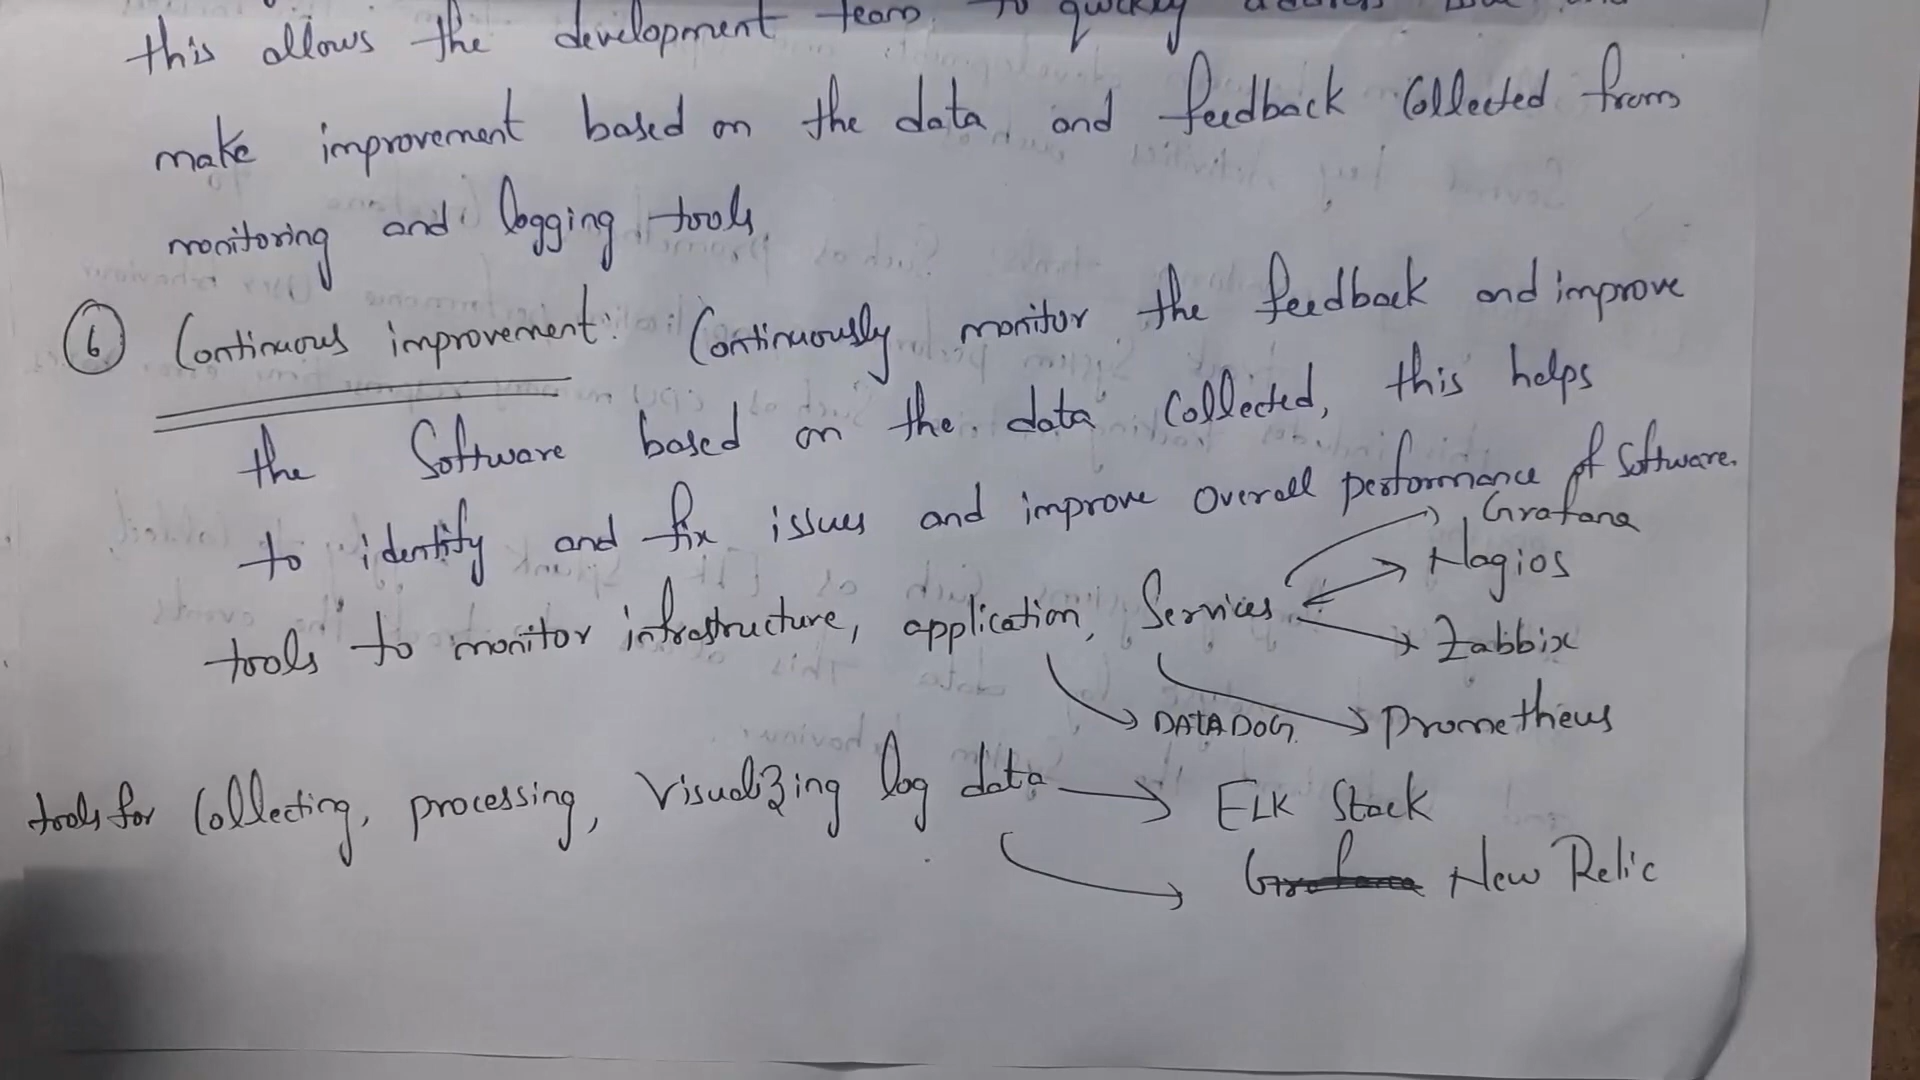 this allows the development team to quickly address
make improvement based on the data and feedback Collected from
monitoring and logging tools.
6 Continuous improvement: Continuously monitor the feedback and improve
the Software based on the data Collected, this helps
to identify and fix issues and improve overall performance of Software.
Grafana
Nagios
tools to monitor infrastructure, application, Services
Zabbix
DATADOG Prometheus
tools for Collecting, processing, Visualizing log data ELK Stack
New Relic